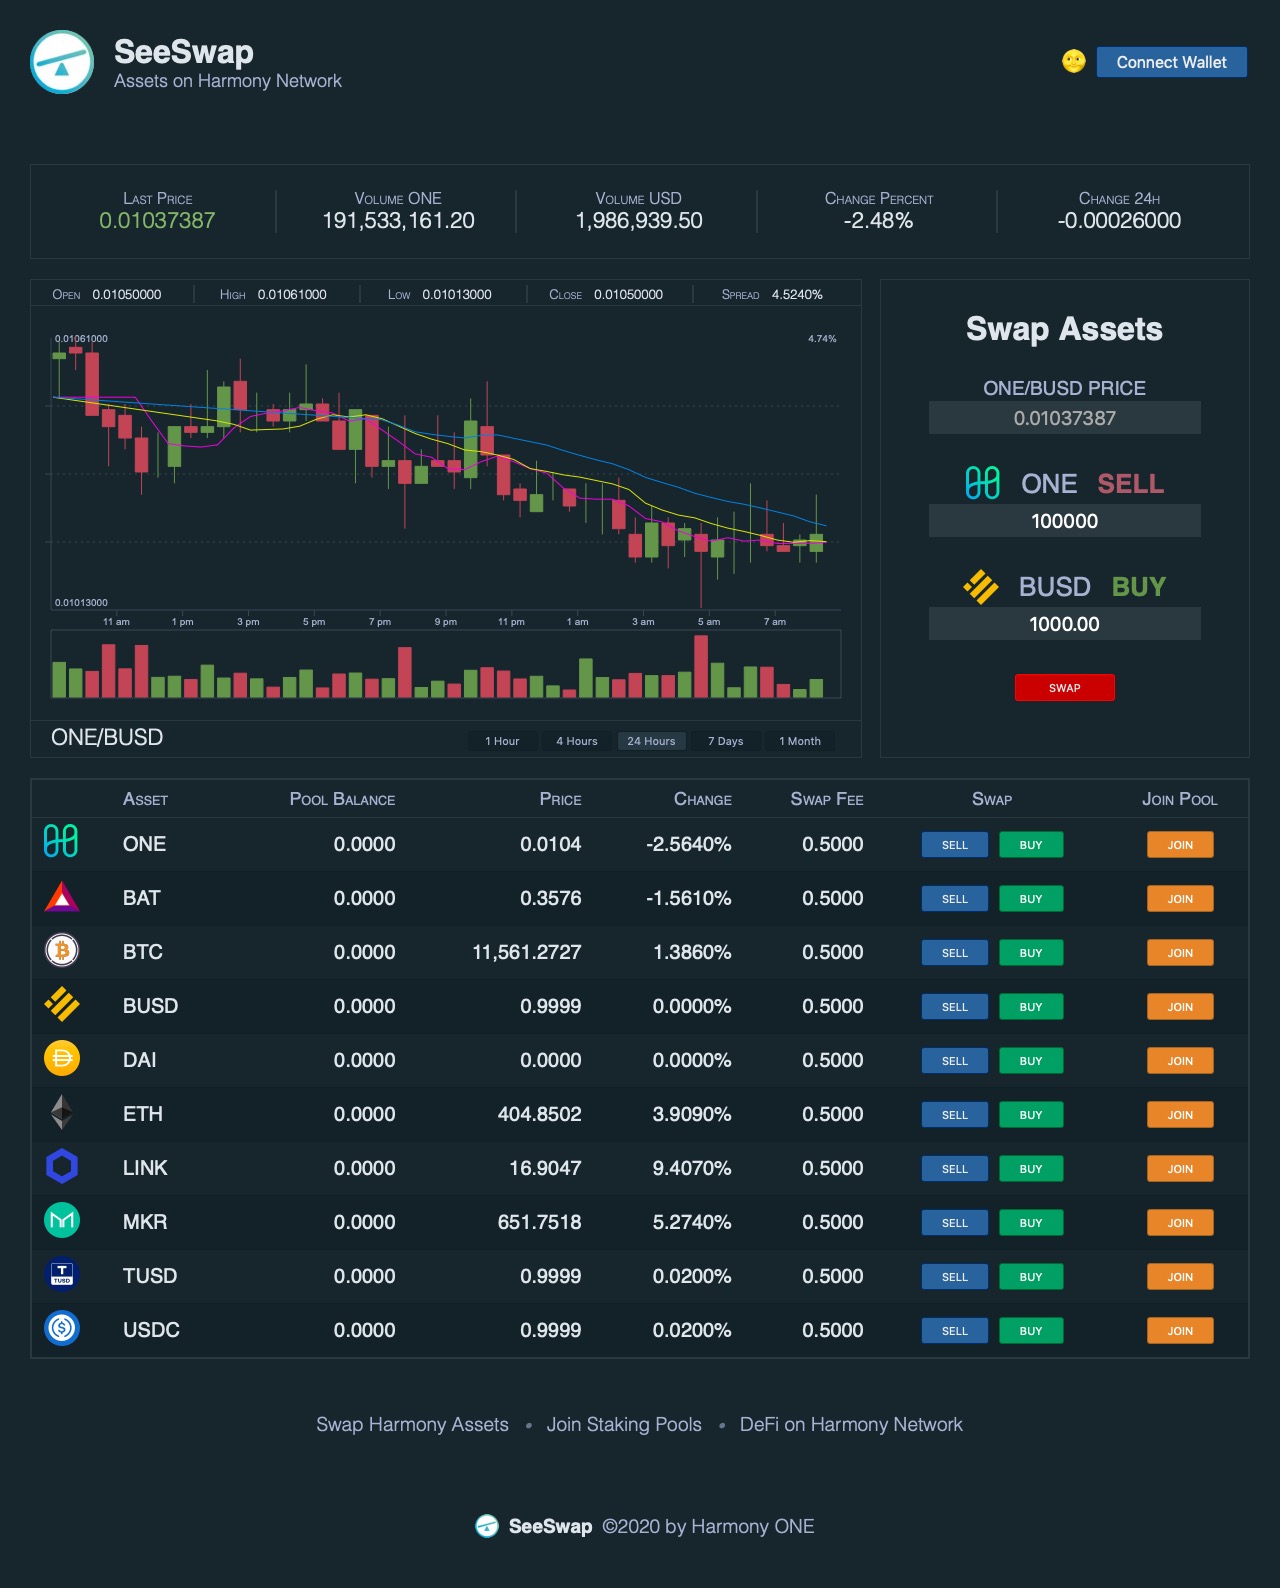 SeeSwap
Assets on Harmony Network
Connect Wallet
Last Price Volume ONE Volume USD Change Percent Change 24h
0.01037387 191,533,161.20 1,986,939.50 -2.48% -0.00026000
Open 0.01050000 High 0.01061000 Low 0.01013000 Close 0.01050000 Spread 4.5240%
0.01061000 4.74%
0.01013000
11 am 1 pm 3 pm 5 pm 7 pm 9 pm 11 pm 1 am 3 am 5 am 7 am
ONE/BUSD 1 Hour 4 Hours 24 Hours 7 Days 1 Month
Swap Assets
ONE/BUSD PRICE
0.01037387
ONE SELL
100000
BUSD BUY
1000.00
SWAP
Asset Pool Balance Price Change Swap Fee Swap Join Pool
ONE 0.0000 0.0104 -2.5640% 0.5000 SELL BUY JOIN
BAT 0.0000 0.3576 -1.5610% 0.5000 SELL BUY JOIN
BTC 0.0000 11,561.2727 1.3860% 0.5000 SELL BUY JOIN
BUSD 0.0000 0.9999 0.0000% 0.5000 SELL BUY JOIN
DAI 0.0000 0.0000 0.0000% 0.5000 SELL BUY JOIN
ETH 0.0000 404.8502 3.9090% 0.5000 SELL BUY JOIN
LINK 0.0000 16.9047 9.4070% 0.5000 SELL BUY JOIN
MKR 0.0000 651.7518 5.2740% 0.5000 SELL BUY JOIN
TUSD TUSD 0.0000 0.9999 0.0200% 0.5000 SELL BUY JOIN
USDC 0.0000 0.9999 0.0200% 0.5000 SELL BUY JOIN
Swap Harmony Assets • Join Staking Pools • DeFi on Harmony Network
SeeSwap ©2020 by Harmony ONE